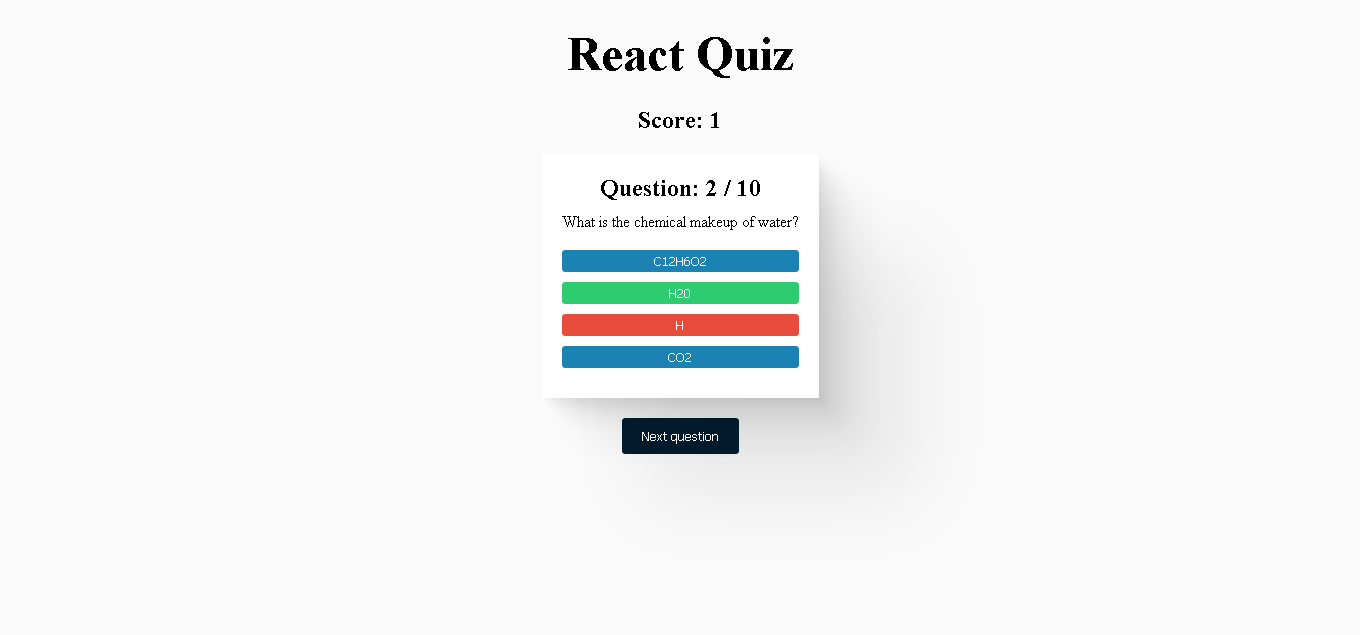 React Quiz
Score: 1
Question: 2 / 10
What is the chemical makeup of water?
C12H6O2
H20
H
CO2
Next question